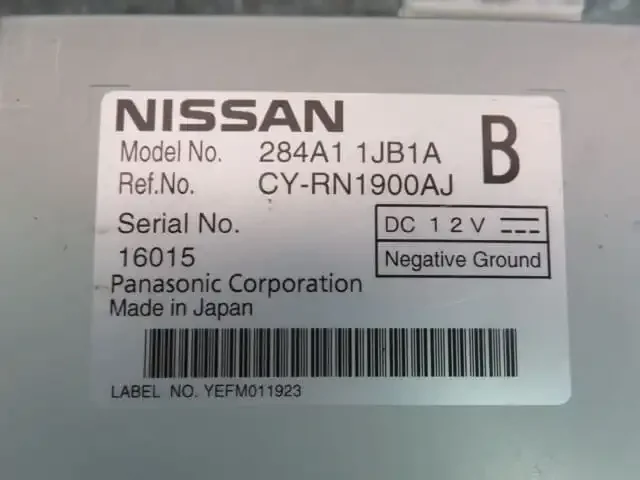 NISSAN
B
Model No. 284A1 1JB1A
Ref.No. CY-RN1900AJ
Serial No.
16015
DC 12V
Negative Ground
Panasonic Corporation
Made in Japan
LABEL NO. YEFM011923